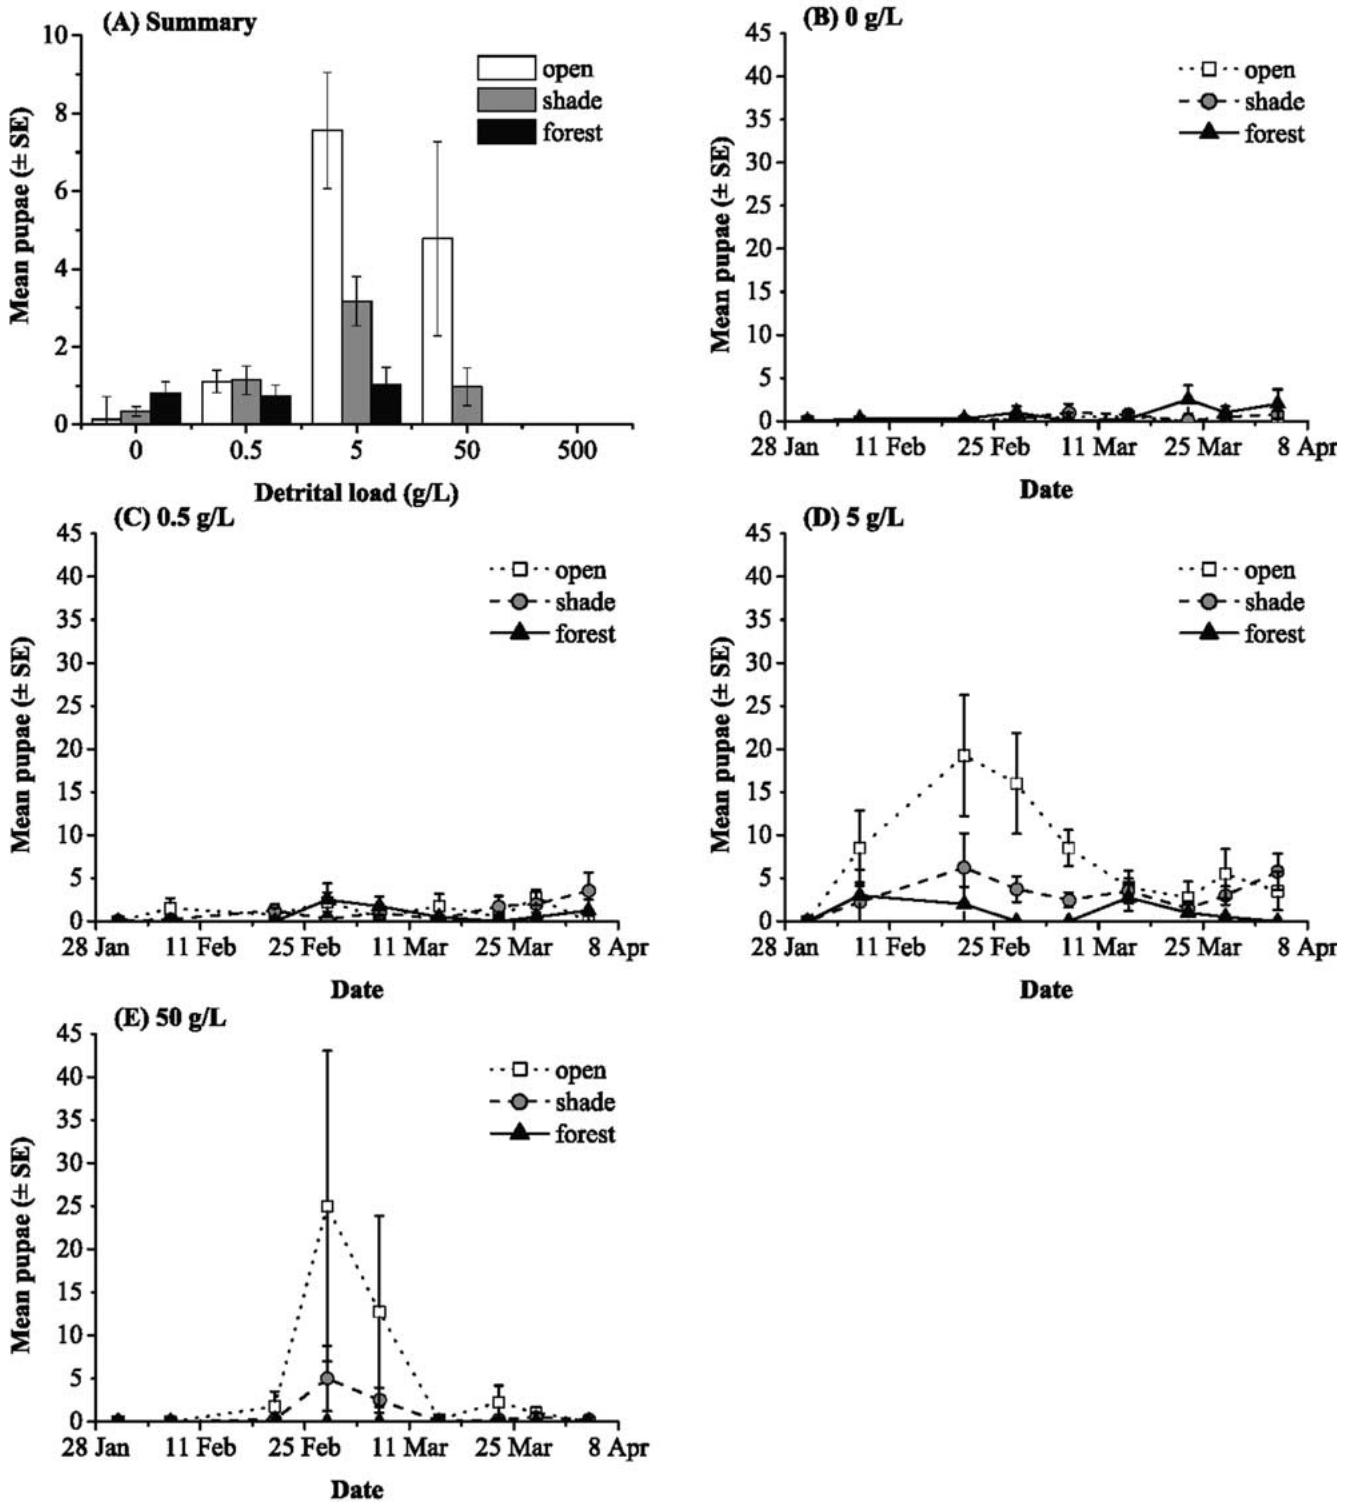 (A) Summary
10
8
6
4
2
0
Mean pupae (± SE)
open
shade
forest
0 0.5 5 50 500
Detrital load (g/L)
(B) 0 g/L
45
40
35
30
25
20
15
10
5
0
Mean pupae (± SE)
open
shade
forest
28 Jan 11 Feb 25 Feb 11 Mar 25 Mar 8 Apr
Date
(C) 0.5 g/L
45
40
35
30
25
20
15
10
5
0
Mean pupae (± SE)
open
shade
forest
28 Jan 11 Feb 25 Feb 11 Mar 25 Mar 8 Apr
Date
(D) 5 g/L
45
40
35
30
25
20
15
10
5
0
Mean pupae (± SE)
open
shade
forest
28 Jan 11 Feb 25 Feb 11 Mar 25 Mar 8 Apr
Date
(E) 50 g/L
45
40
35
30
25
20
15
10
5
0
Mean pupae (± SE)
open
shade
forest
28 Jan 11 Feb 25 Feb 11 Mar 25 Mar 8 Apr
Date